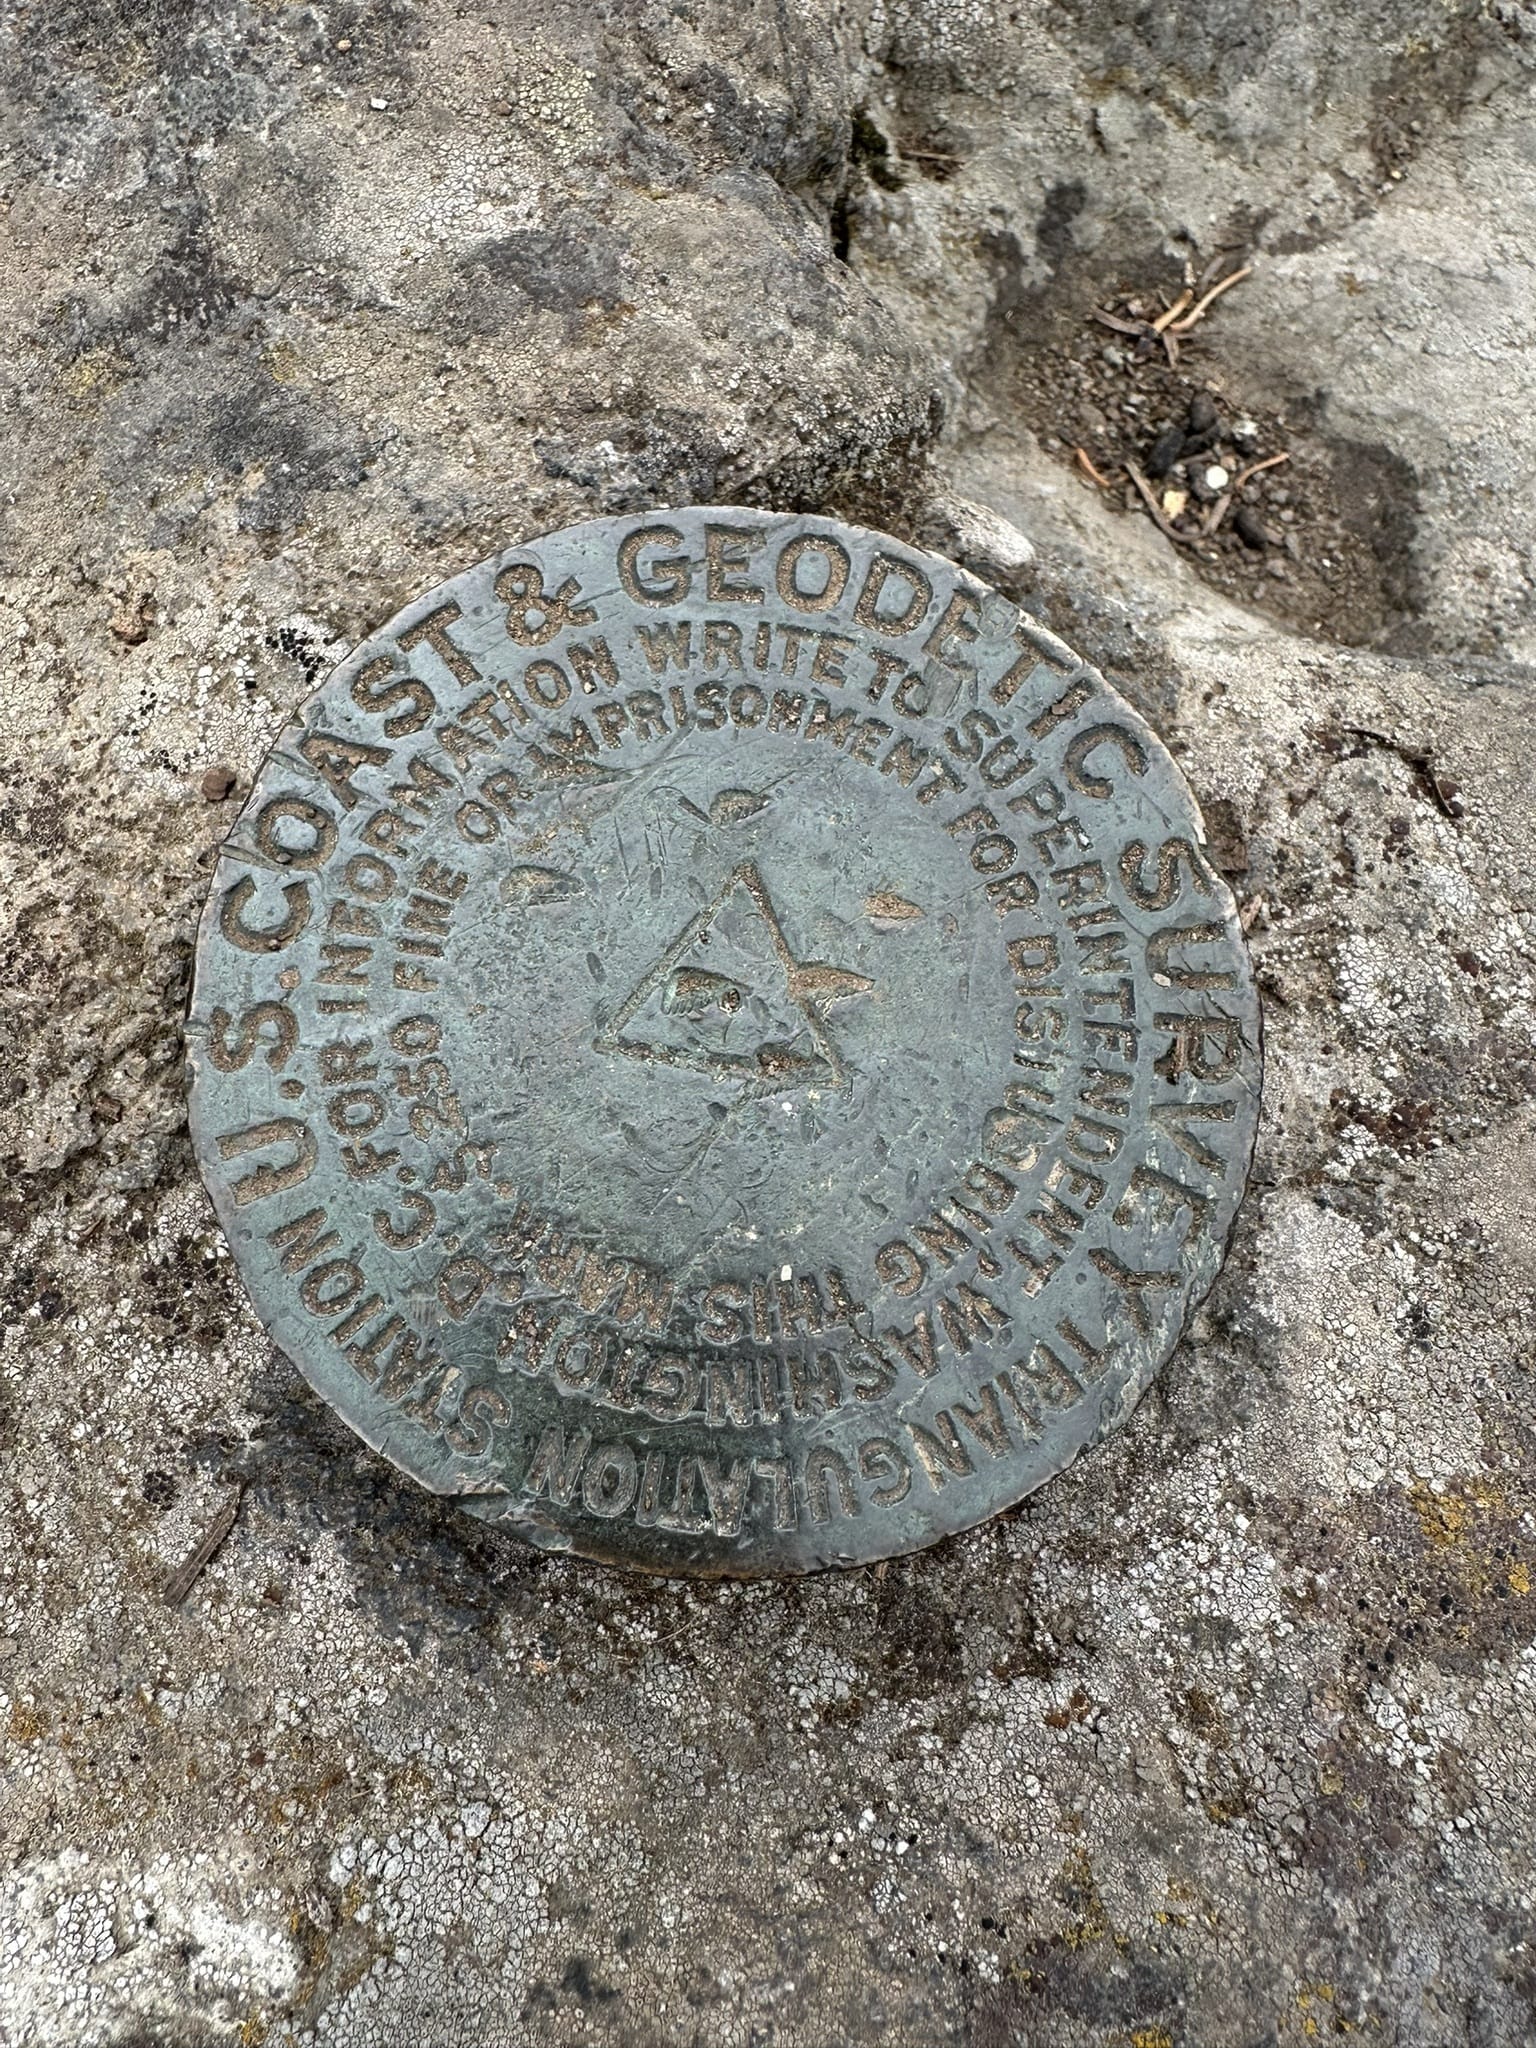 U.S. COAST & GEODETIC SURVEY
TRIANGULATION STATION
FOR INFORMATION WRITE TO SUPERINTENDENT
WASHINGTON, D.C.
$250 FINE OR IMPRISONMENT FOR DISTURBING
THIS MARK.